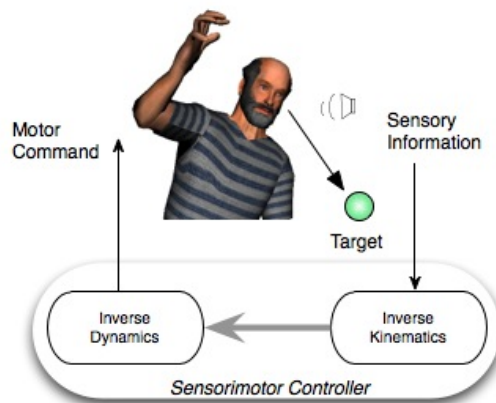 Motor
Command
Sensory
Information
Target
Inverse
Dynamics
Inverse
Kinematics
Sensorimotor Controller